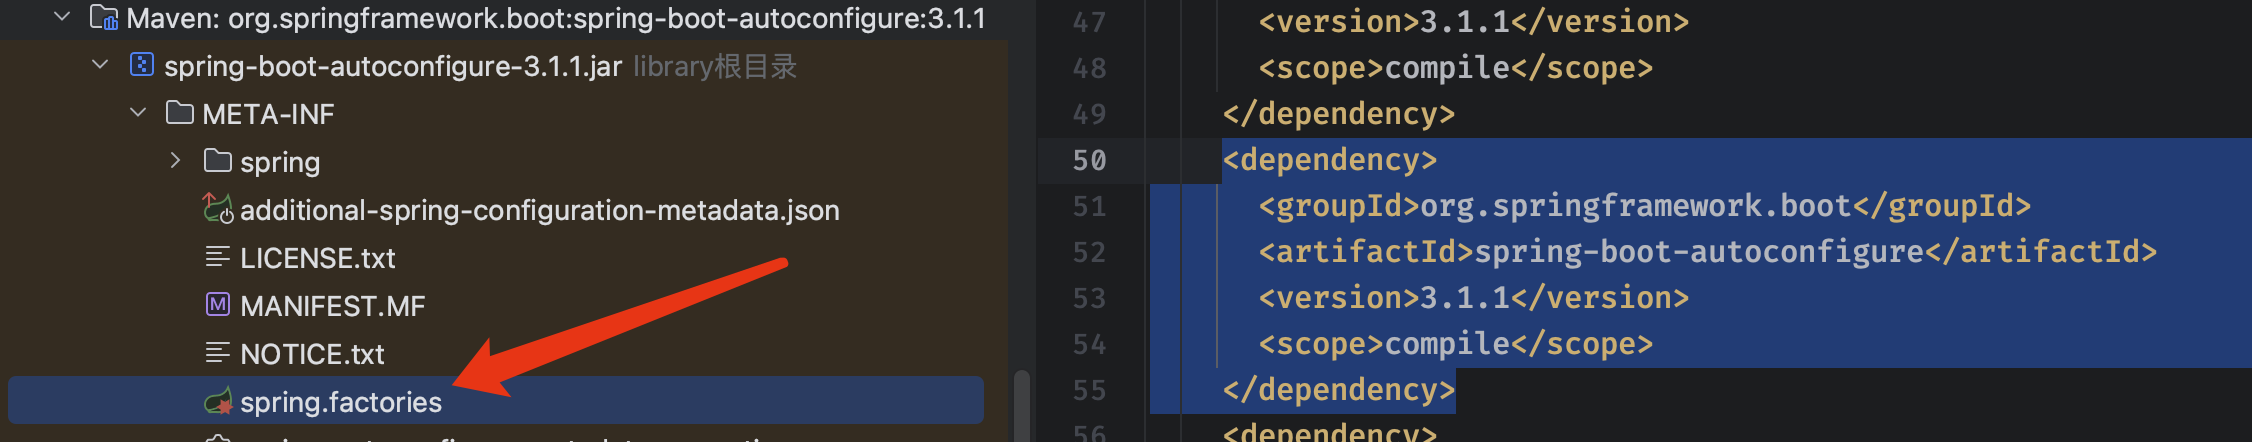 Maven: org.springframework.boot:spring-boot-autoconfigure:3.1.1
spring-boot-autoconfigure-3.1.1.jar library根目录
META-INF
spring
additional-spring-configuration-metadata.json
LICENSE.txt
M MANIFEST.MF
NOTICE.txt
spring.factories
47 <version>3.1.1</version>
48 <scope>compile</scope>
49 </dependency>
50 <dependency>
51 <groupId>org.springframework.boot</groupId>
52 <artifactId>spring-boot-autoconfigure</artifactId>
53 <version>3.1.1</version>
54 <scope>compile</scope>
55 </dependency>
56 <dependency>